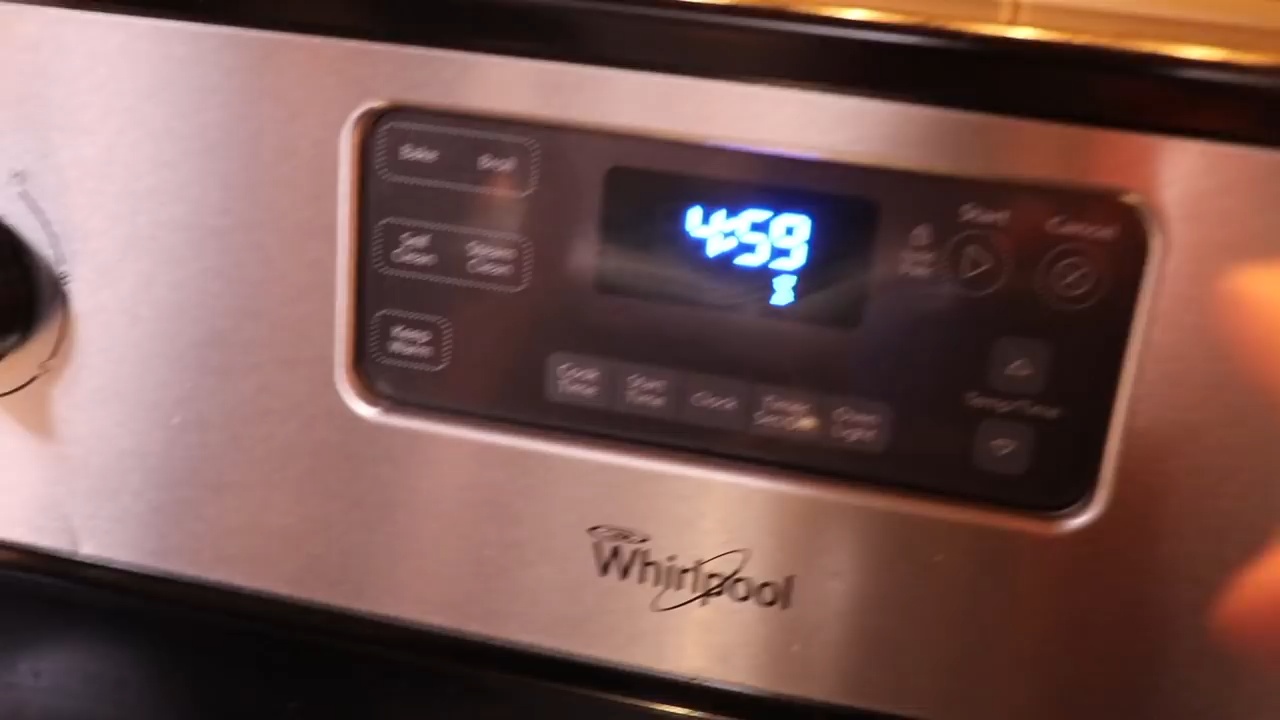 Bake Broil
4:59
Start Cancel
Self
Clean
Steam
Clean
Keep
Warm
Cook
Time
Start
Time
Clock
Oven
Light
Temp/Time
Whirlpool